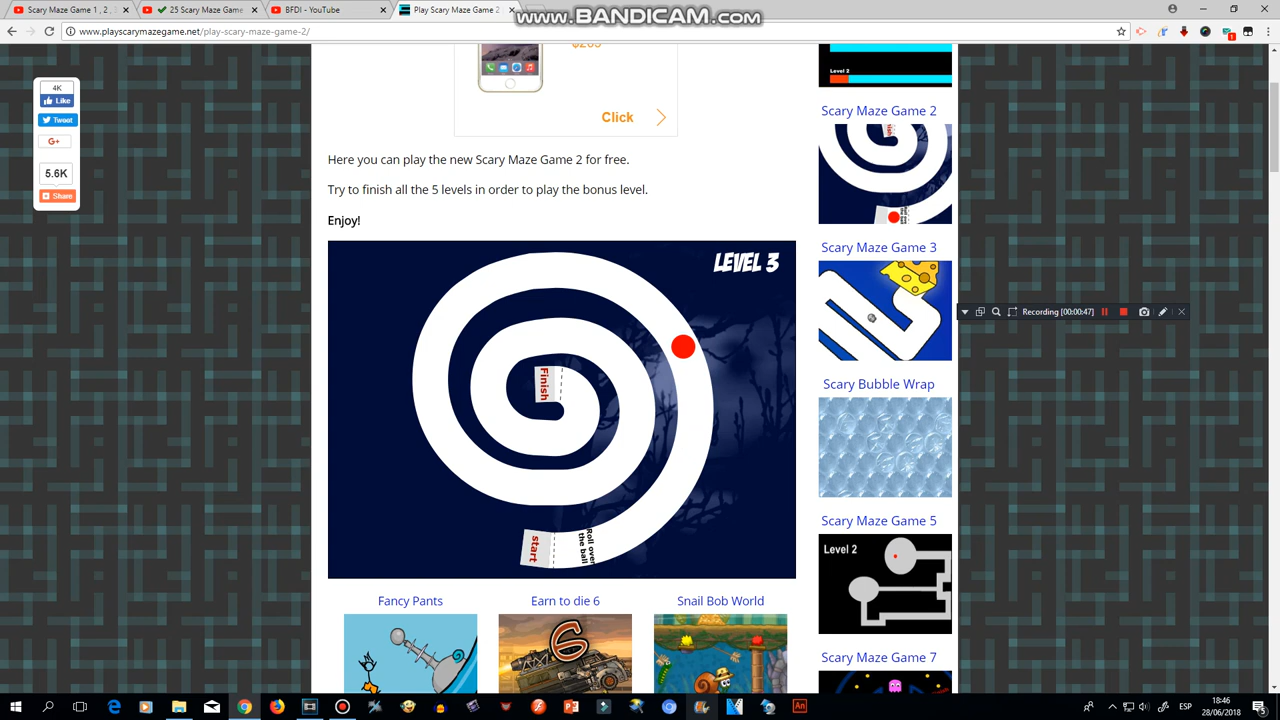 Scary Maze Game 1 , 2 , 3
25 Scary Maze Game
BFDI - YouTube
Play Scary Maze Game 2
WWW.BANDICAM.COM
www.playscarymazegame.net/play-scary-maze-game-2/
4K
Like
Tweet
G+
5.6K
Share
$269
Click
Here you can play the new Scary Maze Game 2 for free.
Try to finish all the 5 levels in order to play the bonus level.
Enjoy!
LEVEL 3
Finish
start
Roll over
the ball
Fancy Pants
Earn to die 6
Snail Bob World
6
Level 2
Scary Maze Game 2
Scary Maze Game 3
Scary Bubble Wrap
Scary Maze Game 5
Level 2
Scary Maze Game 7
Recording [00:00:47]
ESP
18:46
28/06/2018